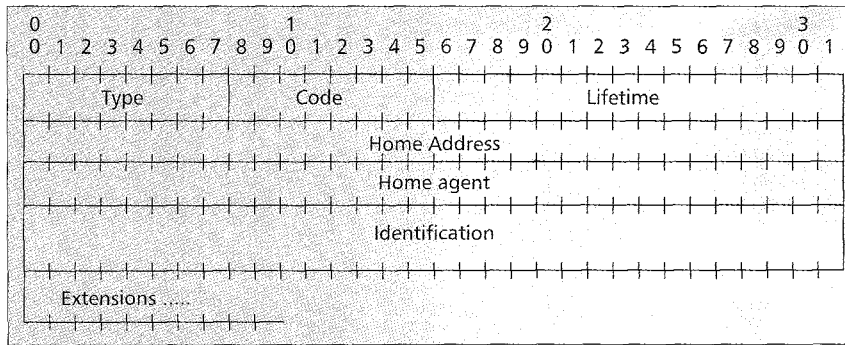 0 1 2 3
0 1 2 3 4 5 6 7 8 9 0 1 2 3 4 5 6 7 8 9 0 1 2 3 4 5 6 7 8 9 0 1
Type Code Lifetime
Home Address
Home agent
Identification
Extensions .....